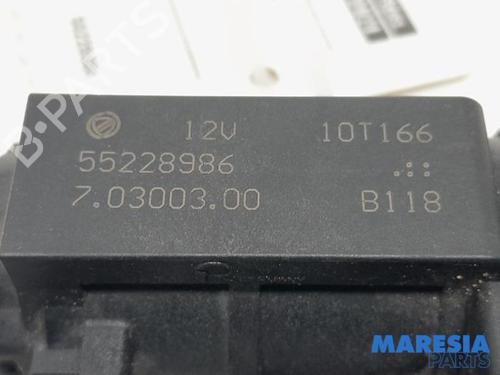 12V 10T166
55228986
7.03003.00 B118
B-PARTS
MARESIA
PARTS